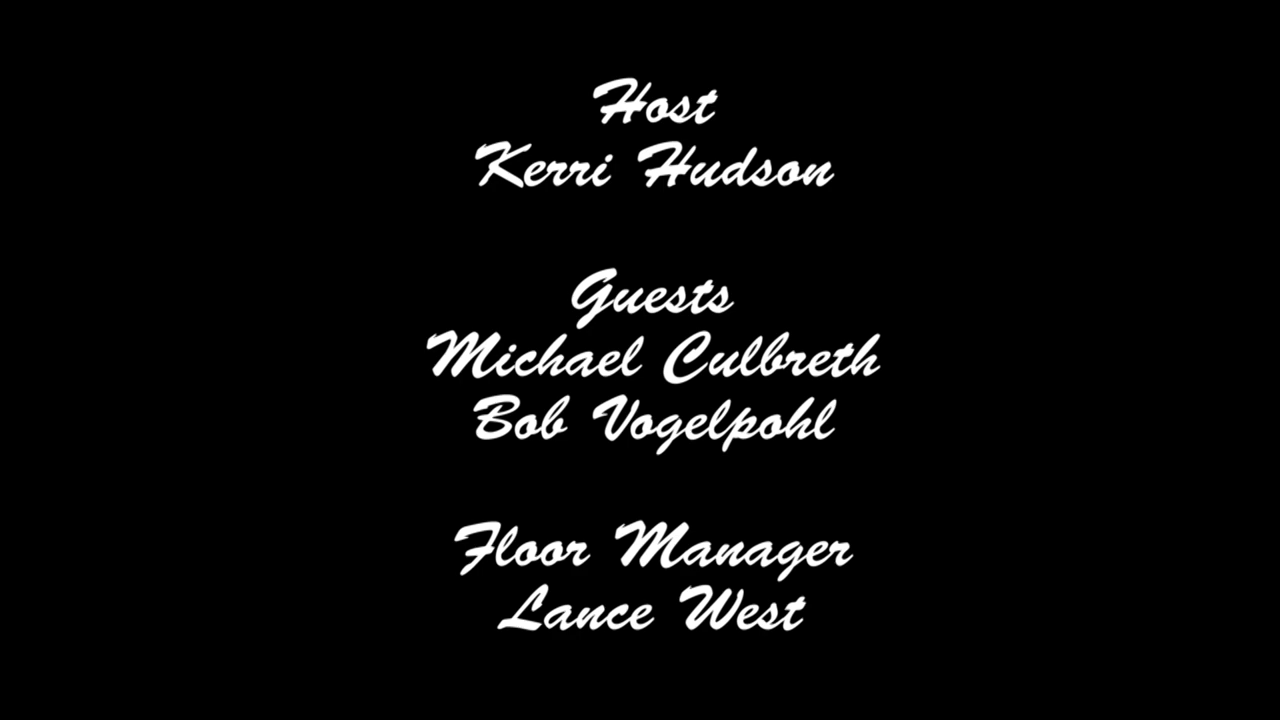 Host
Kerri Hudson
Guests
Michael Culbreth
Bob Vogelpohl
Floor Manager
Lance West